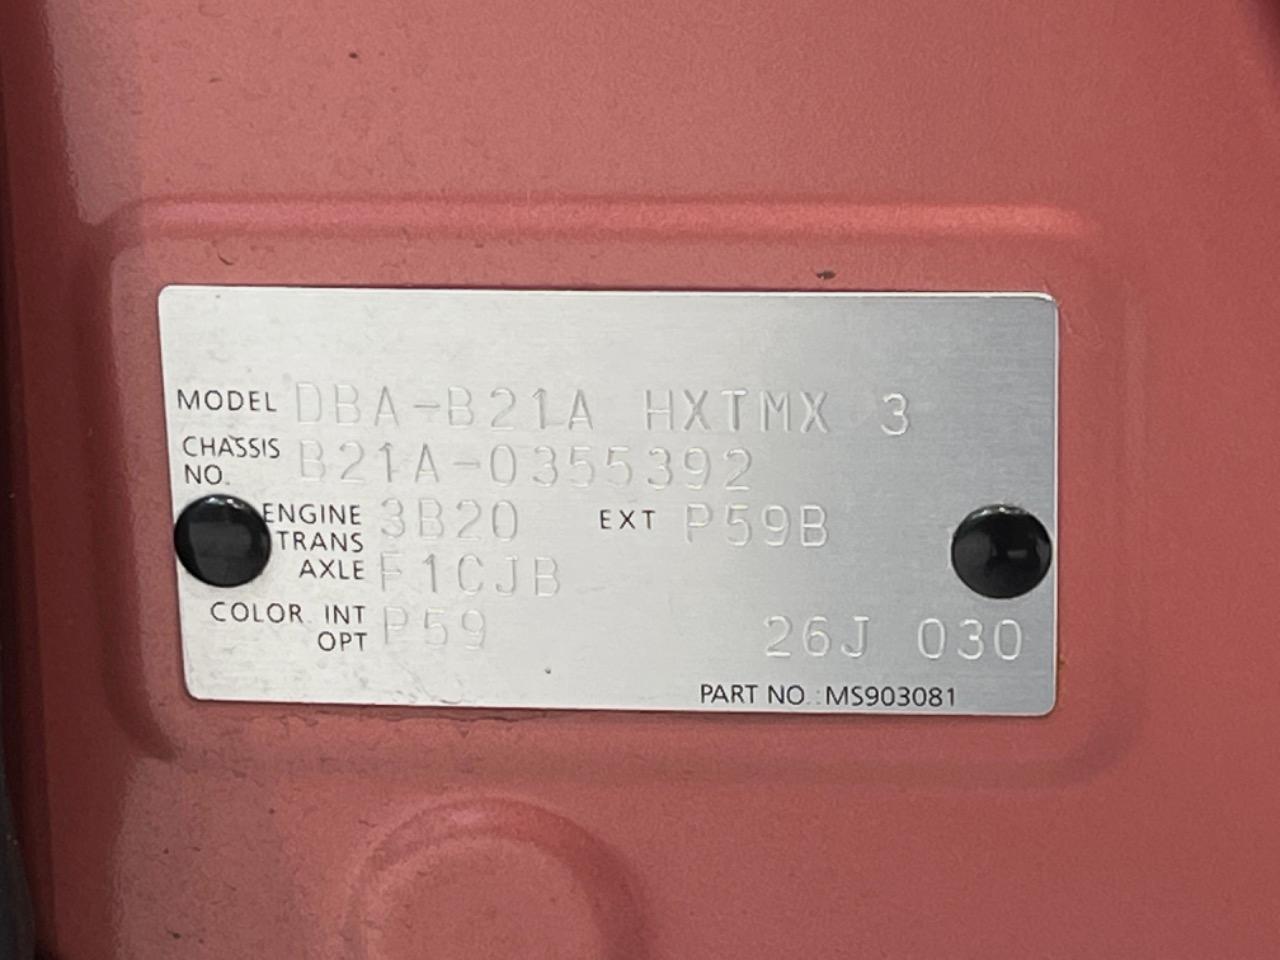 MODEL DBA-B21A HXTMX 3
CHASSIS NO. B21A-0355392
ENGINE 3B20 EXT P59B
TRANS AXLE F1CJB
COLOR INT OPT P59 26J 030
PART NO.:MS903081